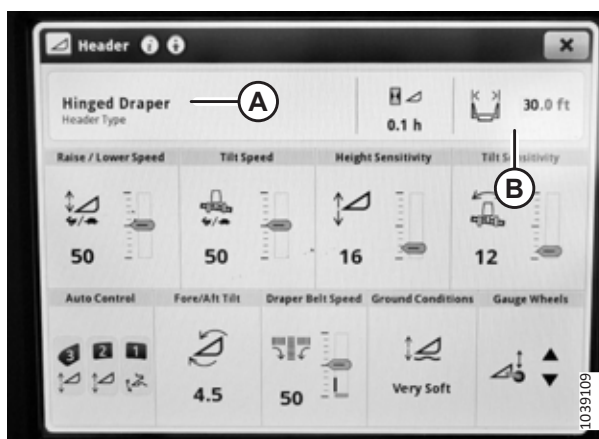 Header
×
Hinged Draper
Header Type
A
0.1 h
30.0 ft
B
Raise / Lower Speed
Tilt Speed
Height Sensitivity
Tilt Sensitivity
50
50
16
12
Auto Control
Fore/Aft Tilt
Draper Belt Speed
Ground Conditions
Gauge Wheels
3 2 1
4.5
50
Very Soft
1039109